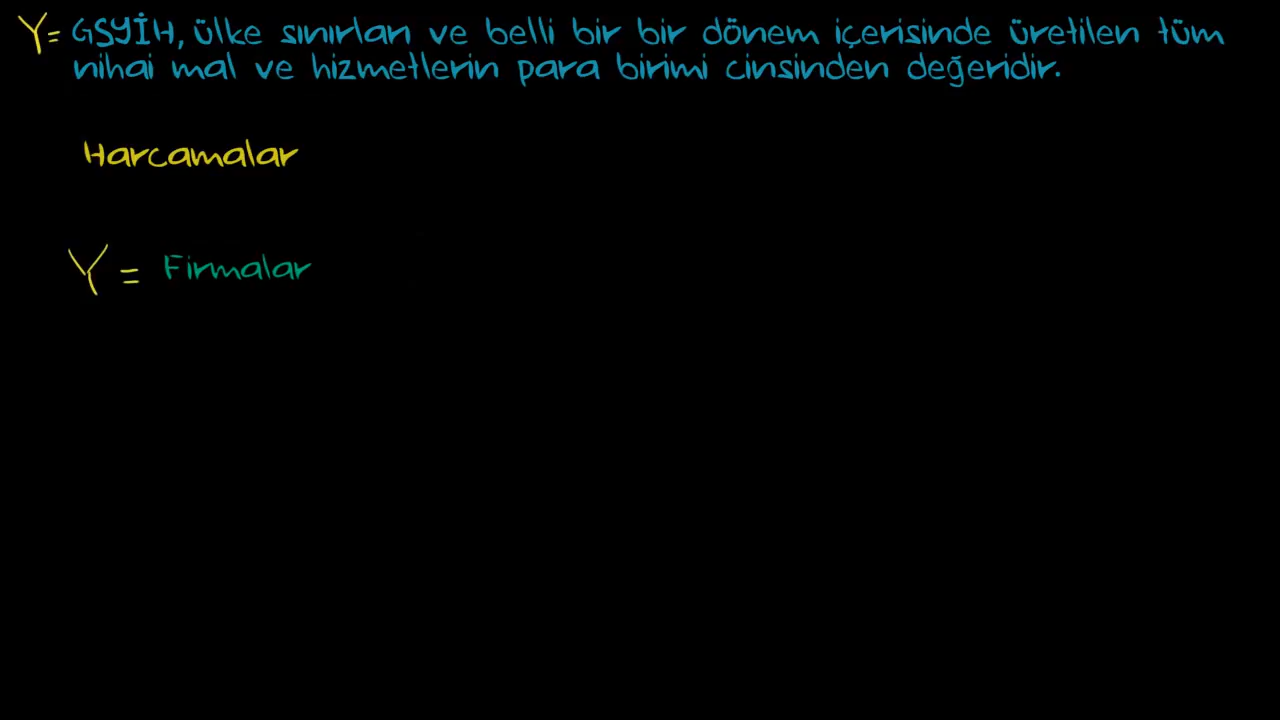 Y= GSYİH, ülke sınırları ve belli bir bir dönem içerisinde üretilen tüm
nihai mal ve hizmetlerin para birimi cinsinden değeridir.
Harcamalar
Y = Firmalar